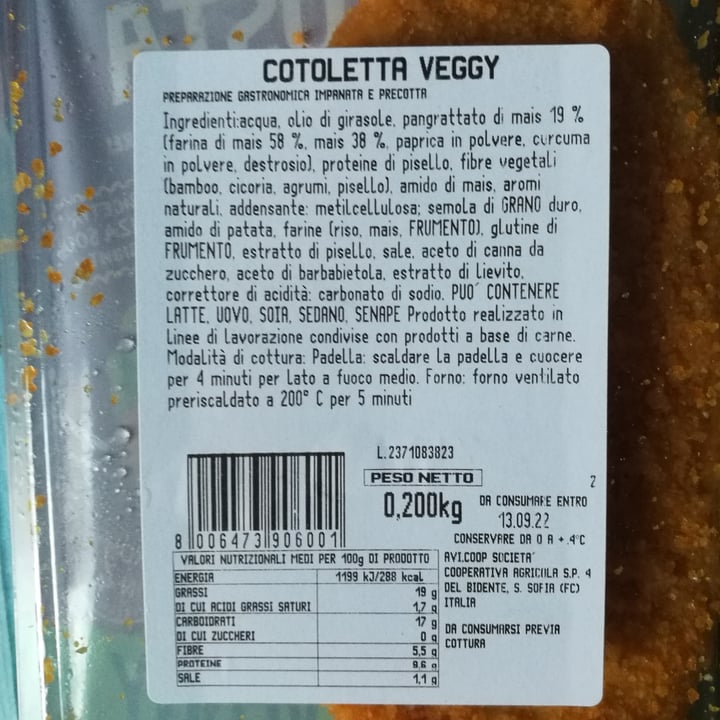 COTOLETTA VEGGY
PREPARAZIONE GASTRONOMICA IMPANATA E PRECOTTA
Ingredienti:acqua, olio di girasole, pangrattato di mais 19 %
(farina di mais 58 %, mais 38 %, paprica in polvere, curcuma
in polvere, destrosio), proteine di pisello, fibre vegetali
(bamboo, cicoria, agrumi, pisello), amido di mais, aromi
naturali, addensante: metilcellulosa; semola di GRANO duro,
amido di patata, farine (riso, mais, FRUMENTO), glutine di
FRUMENTO, estratto di pisello, sale, aceto di canna da
zucchero, aceto di barbabietola, estratto di lievito,
correttore di acidità: carbonato di sodio. PUO´ CONTENERE
LATTE, UOVO, SOIA, SEDANO, SENAPE Prodotto realizzato in
linee di lavorazione condivise con prodotti a base di carne.
Modalità di cottura: Padella: scaldare la padella e cuocere
per 4 minuti per lato a fuoco medio. Forno: forno ventilato
preriscaldato a 200° C per 5 minuti
L.2371083823
PESO NETTO
2
0,200kg
DA CONSUMARE ENTRO
13.09.22
CONSERVARE DA 0 A + 4°C
8 006473 906001
VALORI NUTRIZIONALI MEDI PER 100g DI PRODOTTO
ENERGIA 1199 kJ/288 kcal
GRASSI 19 g
DI CUI ACIDI GRASSI SATURI 1,7 g
CARBOIDRATI 17 g
DI CUI ZUCCHERI 0 g
FIBRE 5,5 g
PROTEINE 9,6 g
SALE 1,1 g
AVI.COOP SOCIETA´
COOPERATIVA AGRICOLA S.P. 4
DEL BIDENTE, S. SOFIA (FC)
ITALIA
DA CONSUMARSI PREVIA
COTTURA